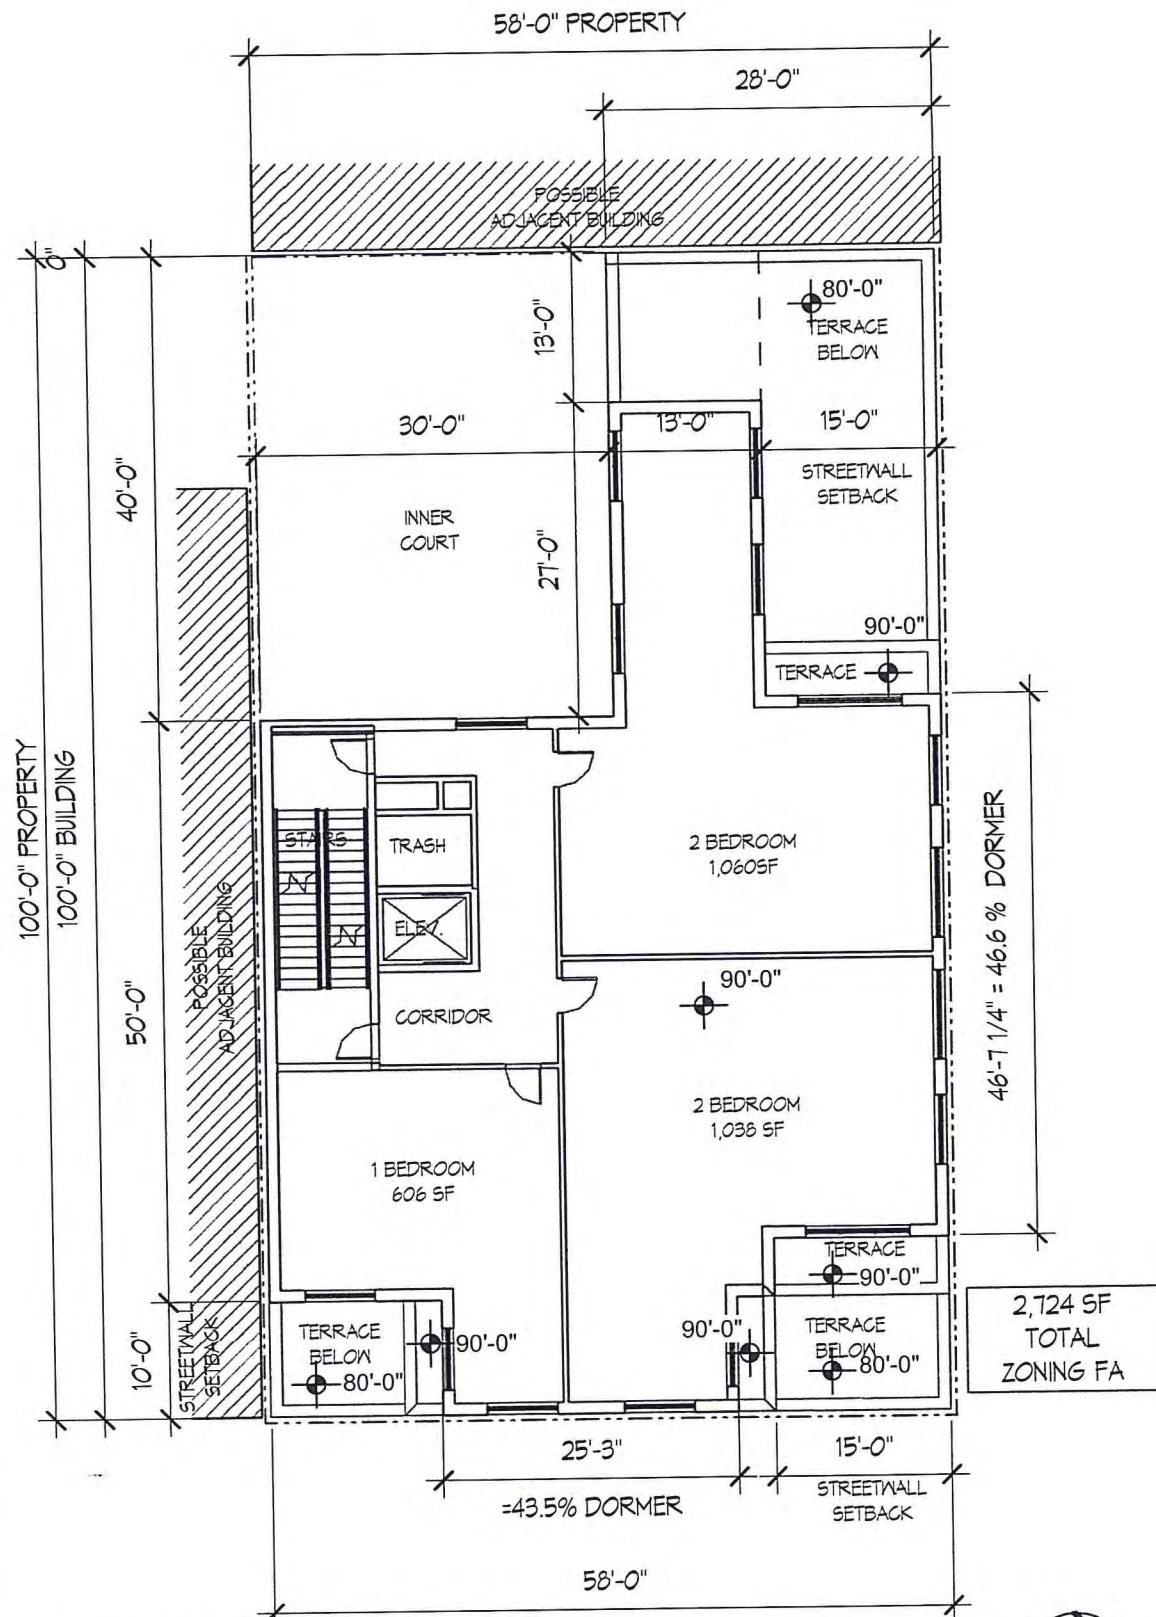 58'-0" PROPERTY
28'-0"
POSSIBLE
ADJACENT BUILDING
0"
80'-0"
TERRACE
BELOW
13'-0"
30'-0"
13'-0"
15'-0"
STREETWALL
SETBACK
40'-0"
INNER
COURT
27'-0"
90'-0"
TERRACE
100'-0" PROPERTY
100'-0" BUILDING
STAIRS
TRASH
2 BEDROOM
1,060SF
46'-7 1/4" = 46.6 % DORMER
POSSIBLE
ADJACENT BUILDING
ELEV.
50'-0"
CORRIDOR
90'-0"
2 BEDROOM
1,038 SF
1 BEDROOM
606 SF
TERRACE
90'-0"
10'-0"
STREETWALL
SETBACK
TERRACE
BELOW
80'-0"
90'-0"
90'-0"
TERRACE
BELOW
80'-0"
2,724 SF
TOTAL
ZONING FA
25'-3"
=43.5% DORMER
15'-0"
STREETWALL
SETBACK
58'-0"